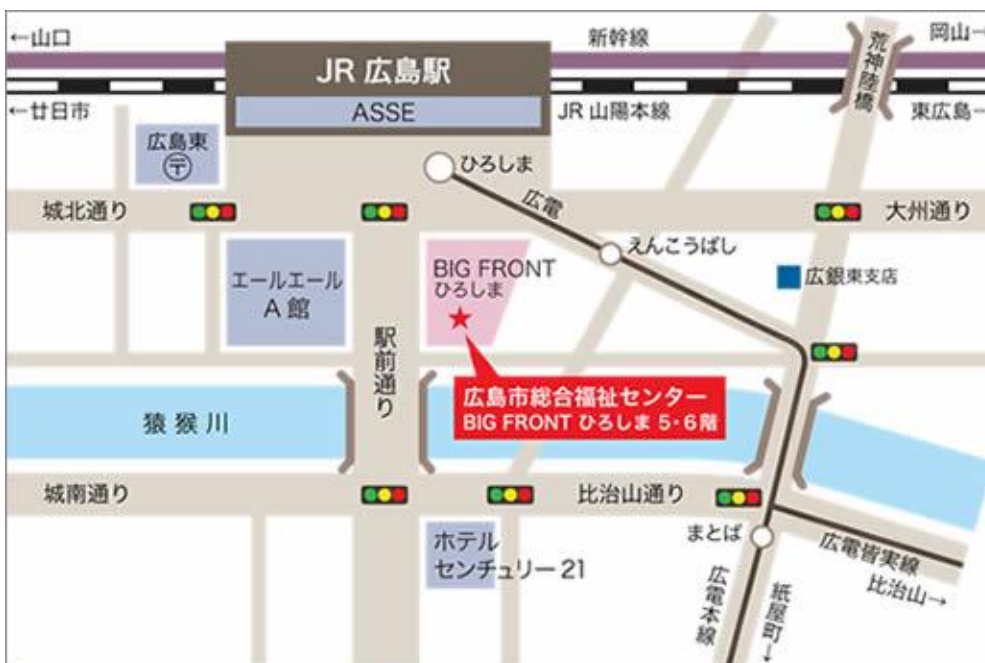 ←山口
新幹線
岡山→
JR 広島駅
荒神陸橋
←廿日市
ASSE
JR 山陽本線
東広島→
広島東
〒
ひろしま
城北通り
広電
大州通り
えんこうばし
エールエール
A 館
BIG FRONT
ひろしま
広銀東支店
駅前通り
広島市総合福祉センター
BIG FRONT ひろしま 5・6階
猿猴川
城南通り
比治山通り
まとば
ホテル
センチュリー 21
広電皆実線
比治山→
広電本線
紙屋町→